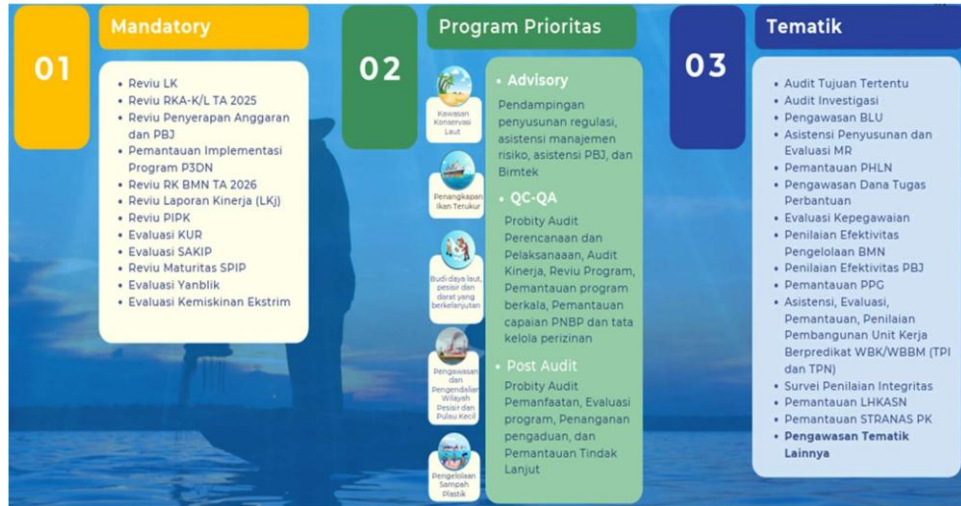 01
Mandatory
• Reviu LK
• Reviu RKA-K/L TA 2025
• Reviu Penyerapan Anggaran
dan PBJ
• Pemantauan Implementasi
Program P3DN
• Reviu RK BMN TA 2026
• Reviu Laporan Kinerja (LKj)
• Reviu PIPK
• Evaluasi KUR
• Evaluasi SAKIP
• Reviu Maturitas SPIP
• Evaluasi Yanblik
• Evaluasi Kemiskinan Ekstrim
02
Program Prioritas
Kawasan
Konservasi
Laut
Penangkapan
Ikan Terukur
Budi daya laut,
pesisir dan
darat yang
berkelanjutan
Pengawasan
dan
Pengendalian
Wilayah
Pesisir dan
Pulau Kecil
Pengelolaan
Sampah
Plastik
• Advisory
Pendampingan
penyusunan regulasi,
asistensi manajemen
risiko, asistensi PBJ, dan
Bimtek
• QC-QA
Probity Audit
Perencanaan dan
Pelaksanaaan, Audit
Kinerja, Reviu Program,
Pemantauan program
berkala, Pemantauan
capaian PNBP dan tata
kelola perizinan
• Post Audit
Probity Audit
Pemanfaatan, Evaluasi
program, Penanganan
pengaduan, dan
Pemantauan Tindak
Lanjut
03
Tematik
• Audit Tujuan Tertentu
• Audit Investigasi
• Pengawasan BLU
• Asistensi Penyusunan dan
Evaluasi MR
• Pemantauan PHLN
• Pengawasan Dana Tugas
Perbantuan
• Evaluasi Kepegawaian
• Penilaian Efektivitas
Pengelolaan BMN
• Penilaian Efektivitas PBJ
• Pemantauan PPG
• Asistensi, Evaluasi,
Pemantauan, Penilaian
Pembangunan Unit Kerja
Berpredikat WBK/WBBM (TPI
dan TPN)
• Survei Penilaian Integritas
• Pemantauan LHKASN
• Pemantauan STRANAS PK
• Pengawasan Tematik
Lainnya